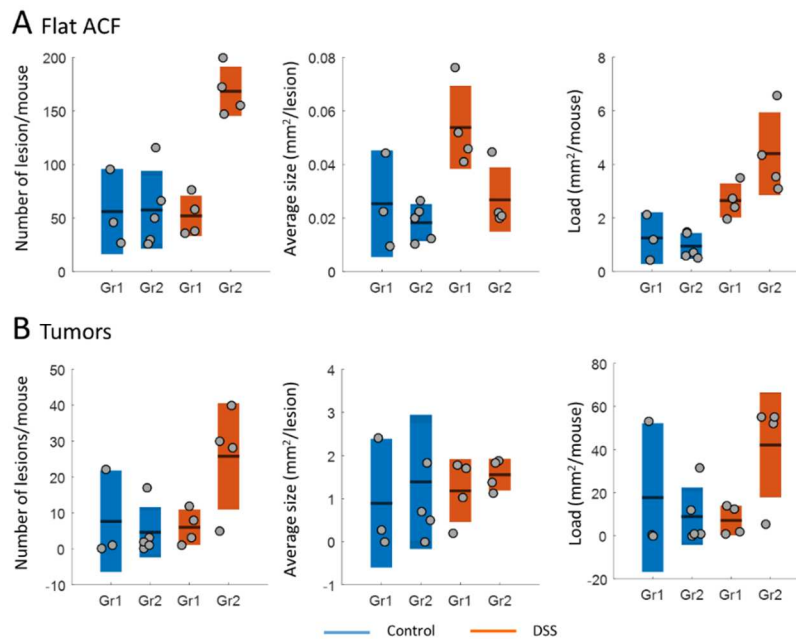 A Flat ACF
Number of lesion/mouse
200
150
100
50
0
Gr1 Gr2 Gr1 Gr2
Average size (mm²/lesion)
0.08
0.06
0.04
0.02
0
Gr1 Gr2 Gr1 Gr2
Load (mm²/mouse)
8
6
4
2
0
Gr1 Gr2 Gr1 Gr2
B Tumors
Number of lesions/mouse
50
40
30
20
10
0
-10
Gr1 Gr2 Gr1 Gr2
Average size (mm²/lesion)
4
3
2
1
0
-1
Gr1 Gr2 Gr1 Gr2
Load (mm²/mouse)
80
60
40
20
0
-20
Gr1 Gr2 Gr1 Gr2
Control DSS